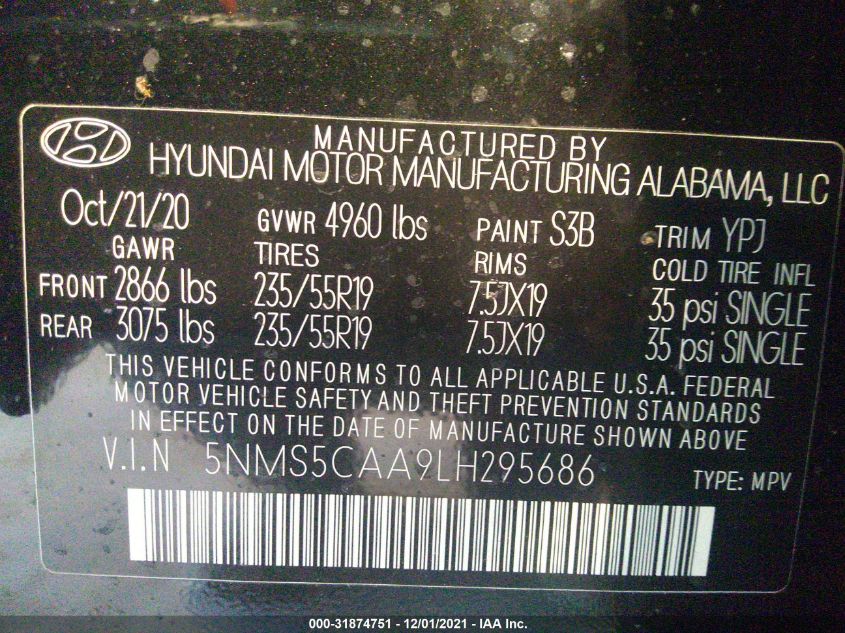 MANUFACTURED BY
HYUNDAI MOTOR MANUFACTURING ALABAMA, LLC
Oct/21/20 GVWR 4960 lbs PAINT S3B TRIM YPJ
GAWR TIRES RIMS COLD TIRE INFL
FRONT 2866 lbs 235/55R19 7.5JX19 35 psi SINGLE
REAR 3075 lbs 235/55R19 7.5JX19 35 psi SINGLE
THIS VEHICLE CONFORMS TO ALL APPLICABLE U.S.A. FEDERAL
MOTOR VEHICLE SAFETY AND THEFT PREVENTION STANDARDS
IN EFFECT ON THE DATE OF MANUFACTURE SHOWN ABOVE.
V.I.N 5NMS5CAA9LH295686 TYPE: MPV
000-31874751 - 12/01/2021 - IAA Inc.